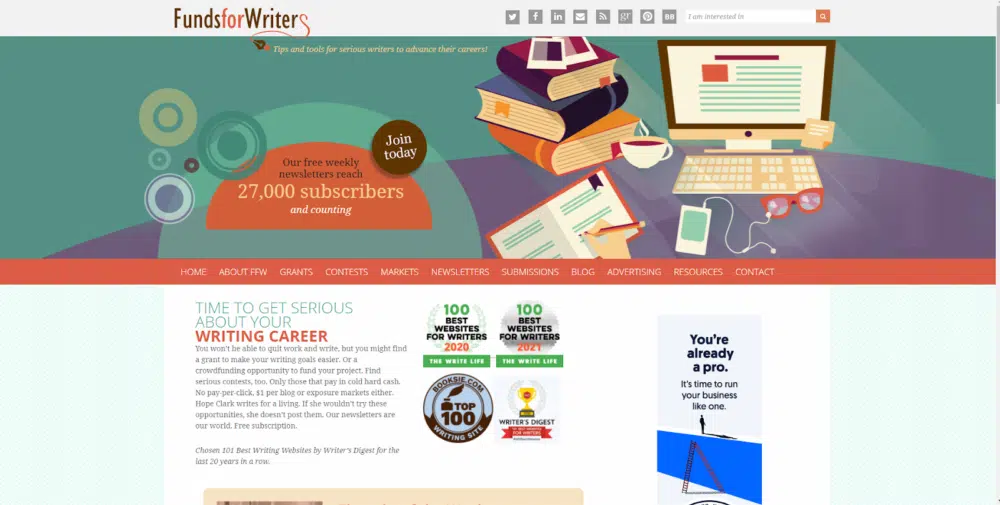 FundsforWriters
BB
I am interested in
Tips and tools for serious writers to advance their careers!
Join
today
Our free weekly
newsletters reach
27,000 subscribers
and counting
HOME
ABOUT FFW
GRANTS
CONTESTS
MARKETS
NEWSLETTERS
SUBMISSIONS
BLOG
ADVERTISING
RESOURCES
CONTACT
TIME TO GET SERIOUS
ABOUT YOUR
WRITING CAREER
You won't be able to quit work and write, but you might find
a grant to make your writing goals easier. Or a
crowdfunding opportunity to fund your project. Find
serious contests, too. Only those that pay in cold hard cash.
No pay-per-click, $1 per blog or exposure markets either.
Hope Clark writes for a living. If she wouldn't try these
opportunities, she doesn't post them. Our newsletters are
our world. Free subscription.
Chosen 101 Best Writing Websites by Writer's Digest for the
last 20 years in a row.
100
BEST
WEBSITES
FOR WRITERS
2020
THE WRITE LIFE
100
BEST
WEBSITES
FOR WRITERS
2021
THE WRITE LIFE
BOOKSIE.COM
TOP
100
WRITING SITE
WRITER'S DIGEST
You're
already
a pro.
It's time to run
your business
like one.